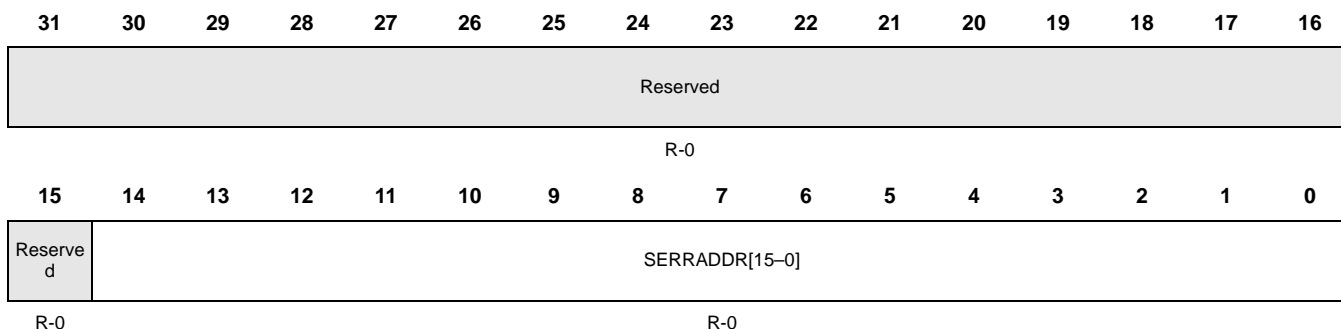 31 30 29 28 27 26 25 24 23 22 21 20 19 18 17 16
Reserved
R-0
15 14 13 12 11 10 9 8 7 6 5 4 3 2 1 0
Reserve
d
SERRADDR[15–0]
R-0 R-0